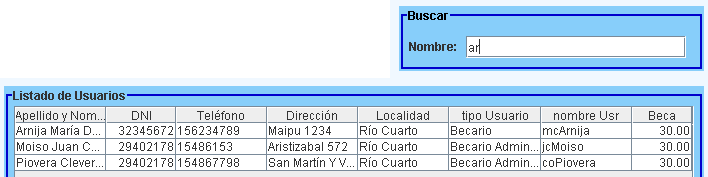 Buscar
Nombre: ar
Listado de Usuarios
Apellido y Nom... DNI Teléfono Dirección Localidad tipo Usuario nombre Usr Beca
Arnija María D... 32345672 156234789 Maipu 1234 Río Cuarto Becario mcArnija 30.00
Moiso Juan C... 29402178 15486153 Aristizabal 572 Río Cuarto Becario Admin... jcMoiso 30.00
Piovera Clever... 29402178 154867798 San Martín Y V... Río Cuarto Becario Admin... coPiovera 30.00